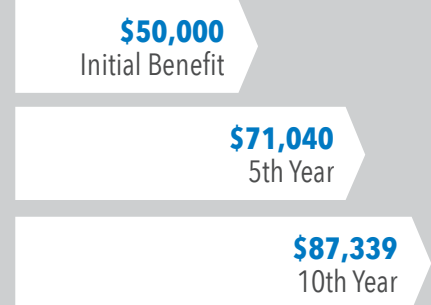 $50,000
Initial Benefit
$71,040
5th Year
$87,339
10th Year